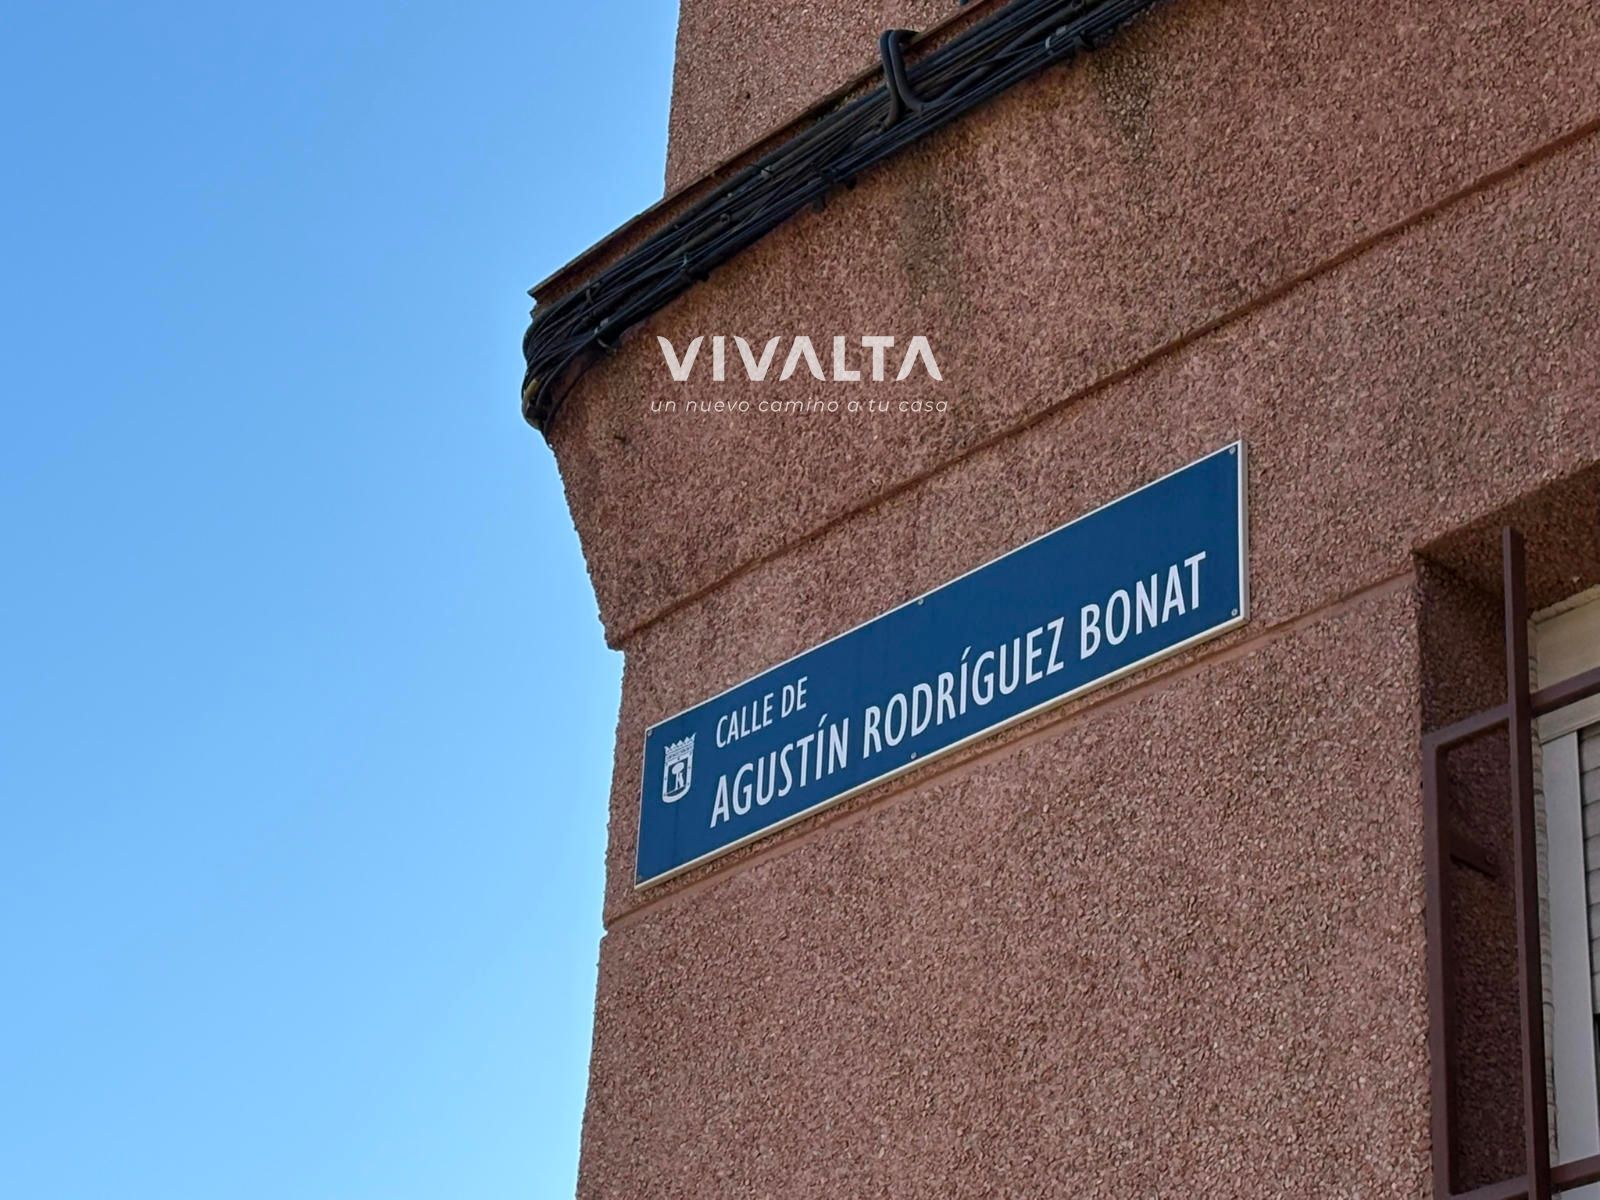 VIVALTA
un nuevo camino a tu casa
CALLE DE
AGUSTÍN RODRÍGUEZ BONAT